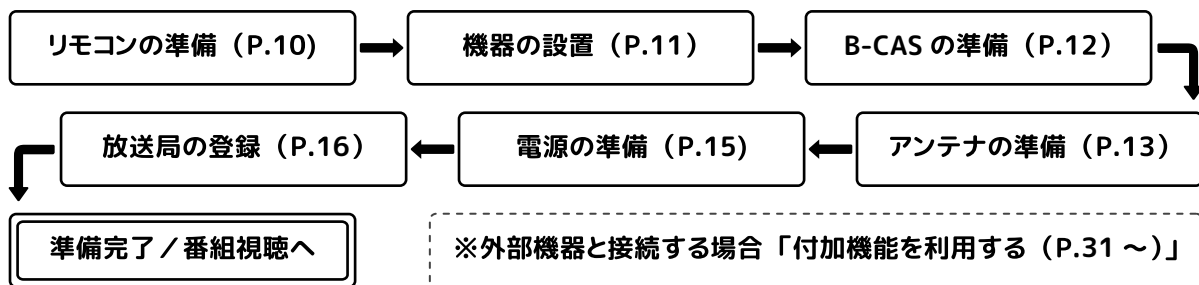 リモコンの準備（P.10)
機器の設置（P.11）
B-CAS の準備（P.12）
アンテナの準備（P.13）
電源の準備（P.15)
放送局の登録（P.16）
準備完了／番組視聴へ
※外部機器と接続する場合「付加機能を利用する（P.31 〜）」